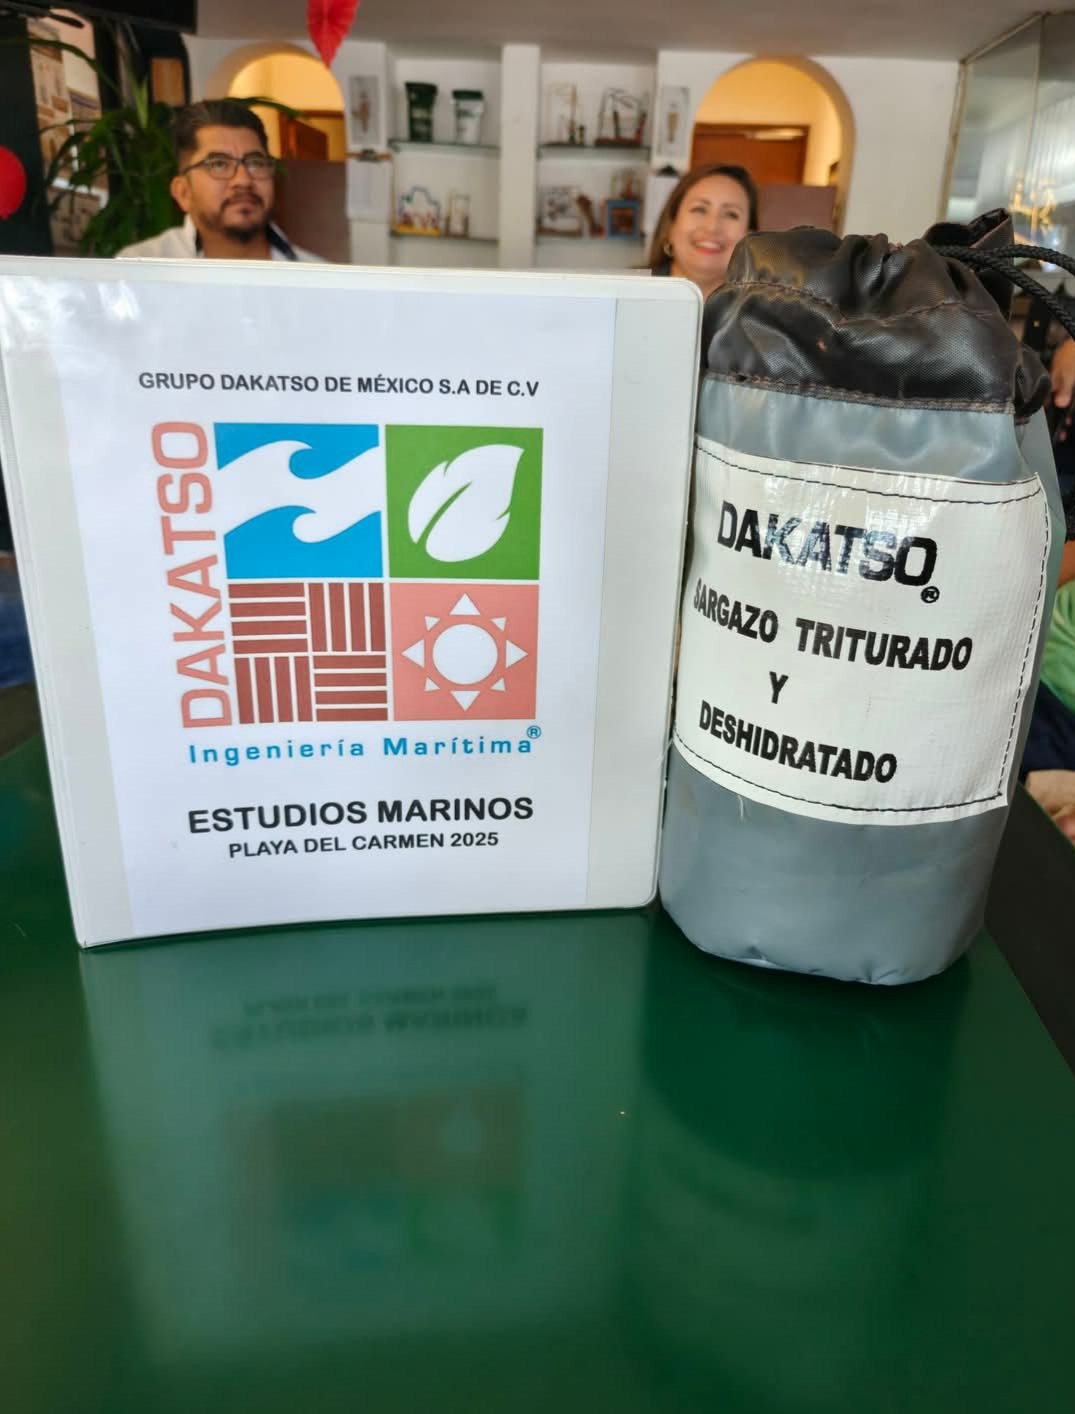 GRUPO DAKATSO DE MÉXICO S.A DE C.V
DAKATSO
Ingeniería Marítima®
ESTUDIOS MARINOS
PLAYA DEL CARMEN 2025
DAKATSO®
SARGAZO TRITURADO
Y
DESHIDRATADO